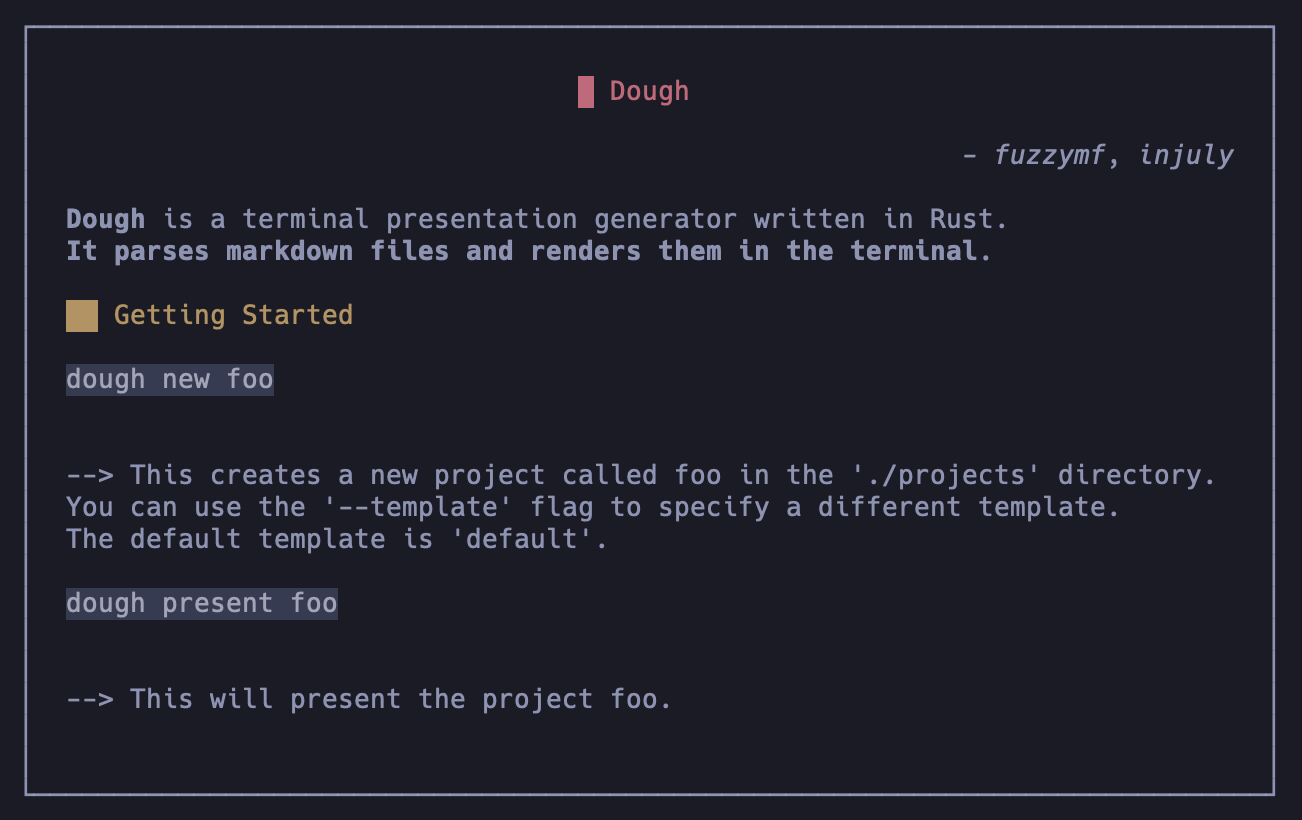 Dough
- fuzzymf, injuly
Dough is a terminal presentation generator written in Rust.
It parses markdown files and renders them in the terminal.
Getting Started
dough new foo
--> This creates a new project called foo in the './projects' directory.
You can use the '--template' flag to specify a different template.
The default template is 'default'.
dough present foo
--> This will present the project foo.